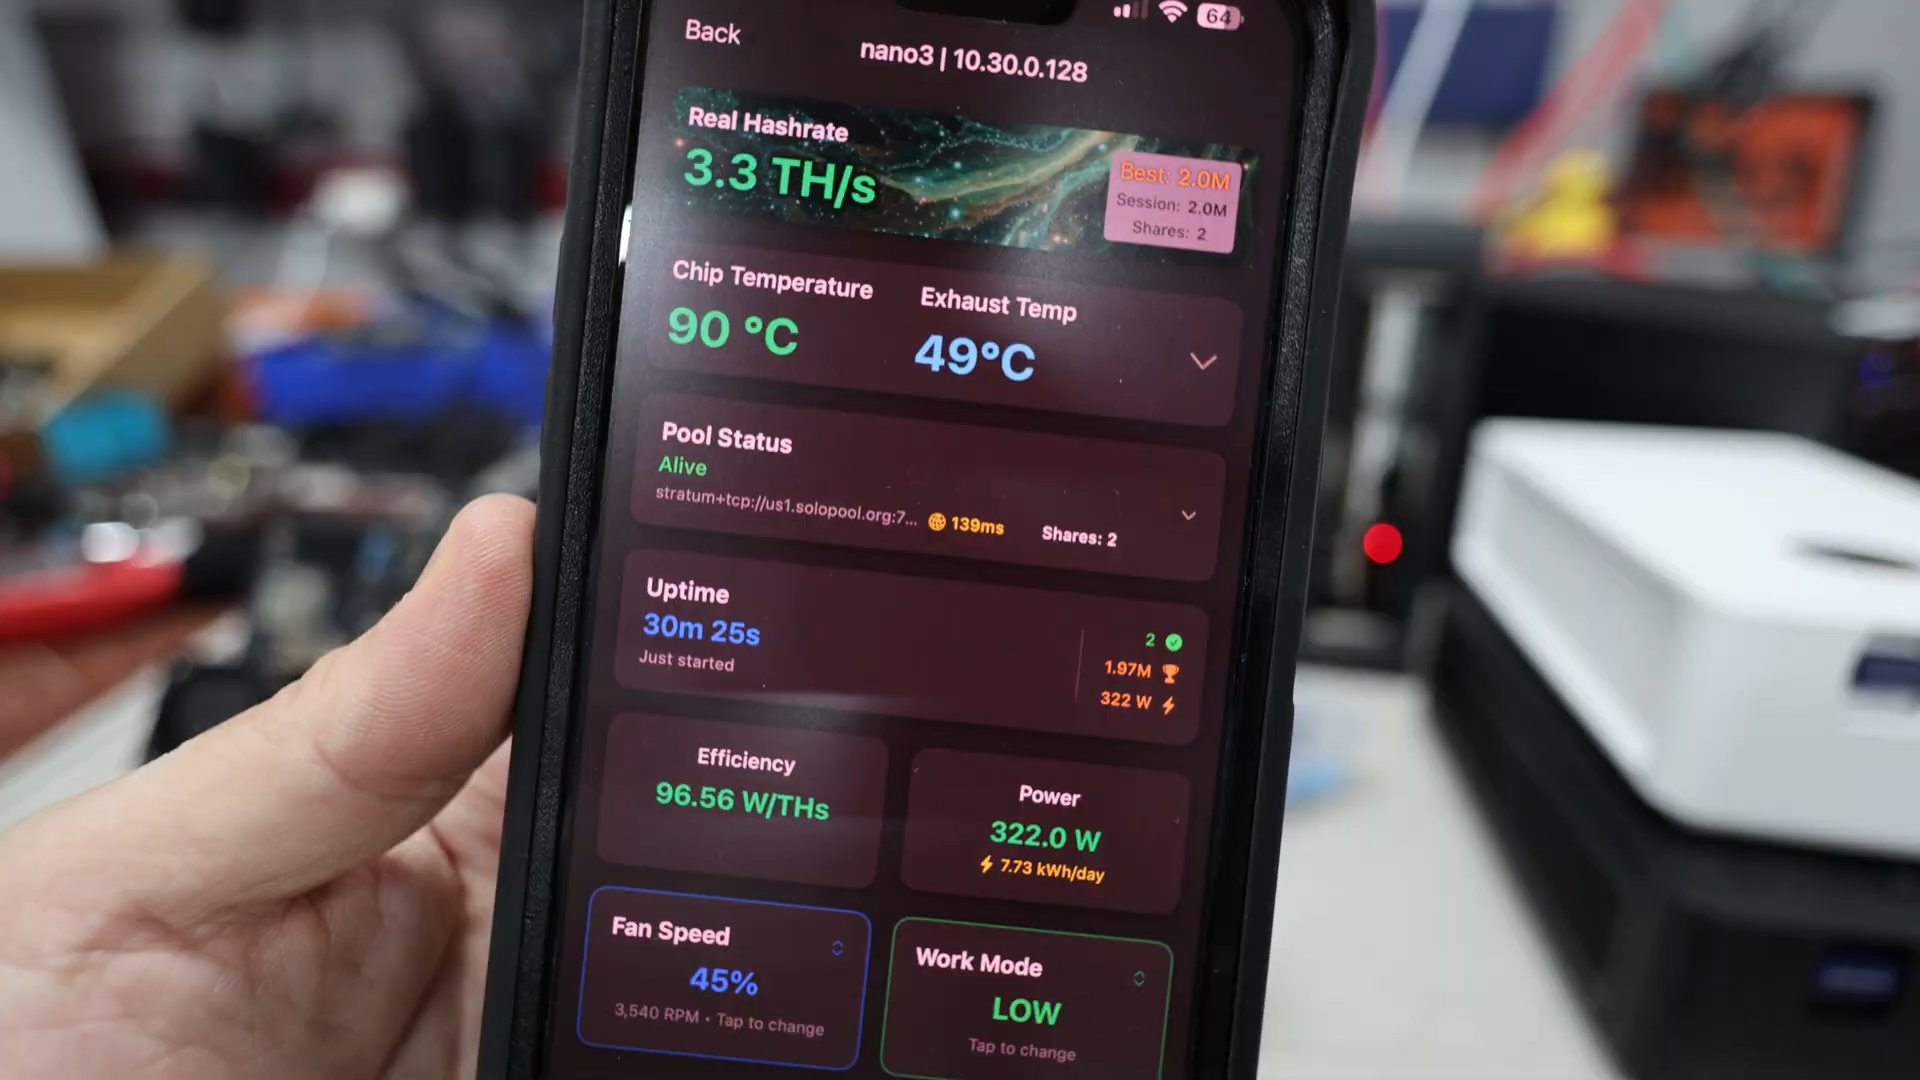 64
Back
nano3 | 10.30.0.128
Real Hashrate
3.3 TH/s
Best: 2.0M
Session: 2.0M
Shares: 2
Chip Temperature
90 °C
Exhaust Temp
49°C
Pool Status
Alive
stratum+tcp://us1.solopool.org:7...
139ms
Shares: 2
Uptime
30m 25s
Just started
2
1.97M
322 W
Efficiency
96.56 W/THs
Power
322.0 W
7.73 kWh/day
Fan Speed
45%
3,540 RPM • Tap to change
Work Mode
LOW
Tap to change